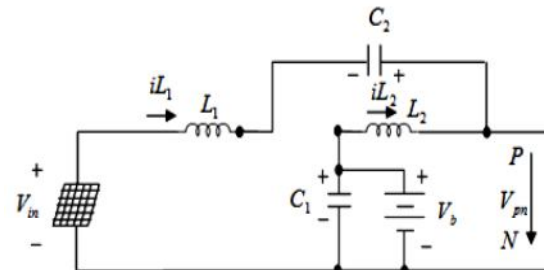 C2
- +
iL1
L1
iL2
L2
+
Vin
-
C1
+
-
+
Vb
-
P
Vpn
N